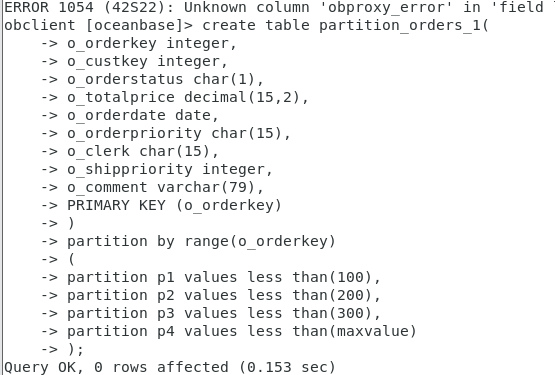 ERROR 1054 (42S22): Unknown column 'obproxy_error' in 'field
obclient [oceanbase]> create table partition_orders_1(
    -> o_orderkey integer,
    -> o_custkey integer,
    -> o_orderstatus char(1),
    -> o_totalprice decimal(15,2),
    -> o_orderdate date,
    -> o_orderpriority char(15),
    -> o_clerk char(15),
    -> o_shippriority integer,
    -> o_comment varchar(79),
    -> PRIMARY KEY (o_orderkey)
    -> )
    -> partition by range(o_orderkey)
    -> (
    -> partition p1 values less than(100),
    -> partition p2 values less than(200),
    -> partition p3 values less than(300),
    -> partition p4 values less than(maxvalue)
    -> );
Query OK, 0 rows affected (0.153 sec)